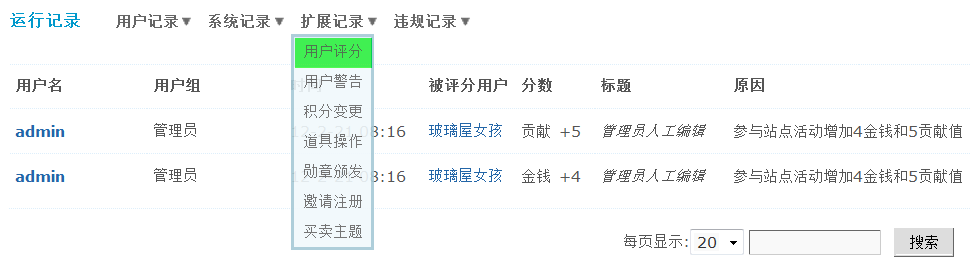 运行记录 用户记录▼ 系统记录▼ 扩展记录▼ 违规记录▼
用户评分
用户警告
积分变更
道具操作
勋章颁发
邀请注册
买卖主题
用户名 用户组 时间 被评分用户 分数 标题 原因
admin 管理员 8:16 玻璃屋女孩 贡献 +5 管理员人工编辑 参与站点活动增加4金钱和5贡献值
admin 管理员 8:16 玻璃屋女孩 金钱 +4 管理员人工编辑 参与站点活动增加4金钱和5贡献值
每页显示: 20 搜索